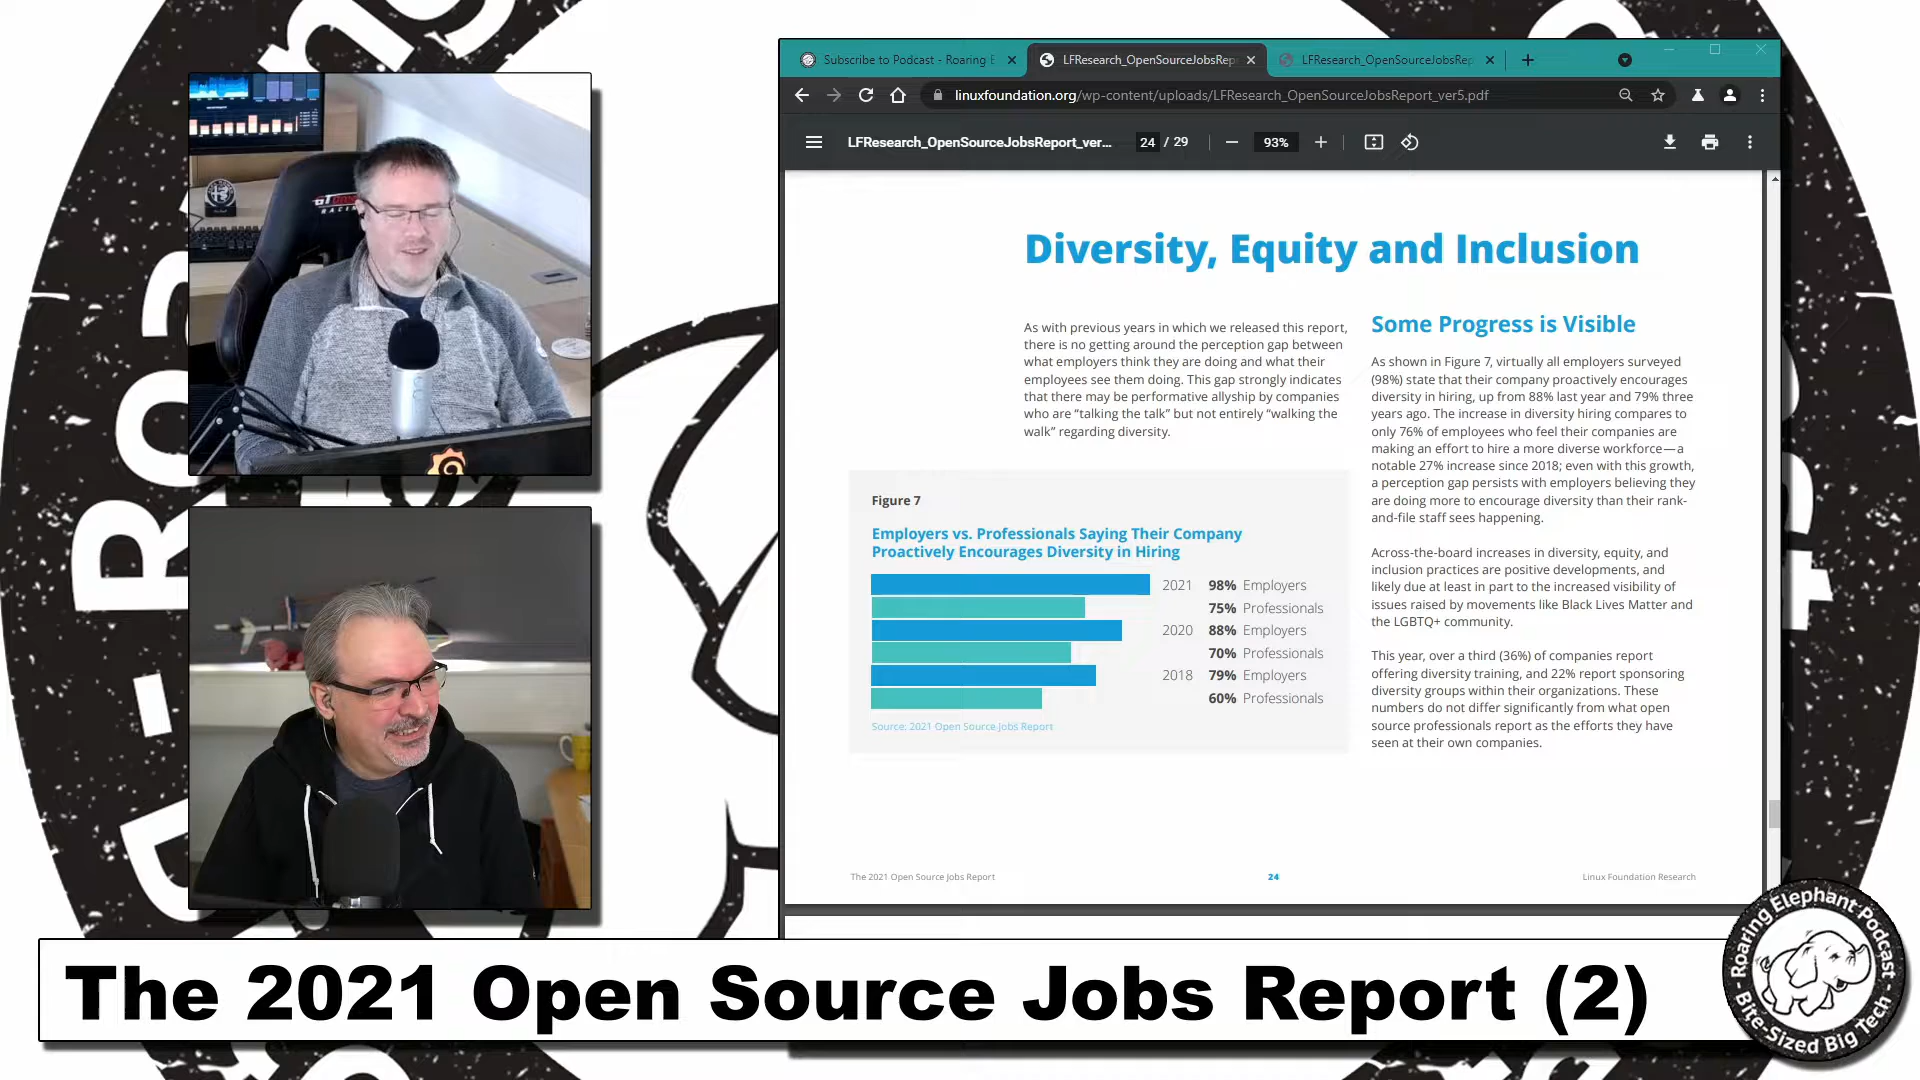 Subscribe to Podcast - Roaring E
LFResearch_OpenSourceJobsRep
LFResearch_OpenSourceJobsRep
linuxfoundation.org/wp-content/uploads/LFResearch_OpenSourceJobsReport_ver5.pdf
LFResearch_OpenSourceJobsReport_ver...
24 / 29
93%
Diversity, Equity and Inclusion
As with previous years in which we released this report,
there is no getting around the perception gap between
what employers think they are doing and what their
employees see them doing. This gap strongly indicates
that there may be performative allyship by companies
who are “talking the talk” but not entirely “walking the
walk” regarding diversity.
Figure 7
Employers vs. Professionals Saying Their Company
Proactively Encourages Diversity in Hiring
2021 98% Employers
75% Professionals
2020 88% Employers
70% Professionals
2018 79% Employers
60% Professionals
Source: 2021 Open Source Jobs Report
Some Progress is Visible
As shown in Figure 7, virtually all employers surveyed
(98%) state that their company proactively encourages
diversity in hiring, up from 88% last year and 79% three
years ago. The increase in diversity hiring compares to
only 76% of employees who feel their companies are
making an effort to hire a more diverse workforce—a
notable 27% increase since 2018; even with this growth,
a perception gap persists with employers believing they
are doing more to encourage diversity than their rank-
and-file staff sees happening.
Across-the-board increases in diversity, equity, and
inclusion practices are positive developments, and
likely due at least in part to the increased visibility of
issues raised by movements like Black Lives Matter and
the LGBTQ+ community.
This year, over a third (36%) of companies report
offering diversity training, and 22% report sponsoring
diversity groups within their organizations. These
numbers do not differ significantly from what open
source professionals report as the efforts they have
seen at their own companies.
The 2021 Open Source Jobs Report
24
Linux Foundation Research
The 2021 Open Source Jobs Report (2)
Roaring Elephant Podcast
- Bite-Sized Big Tech -